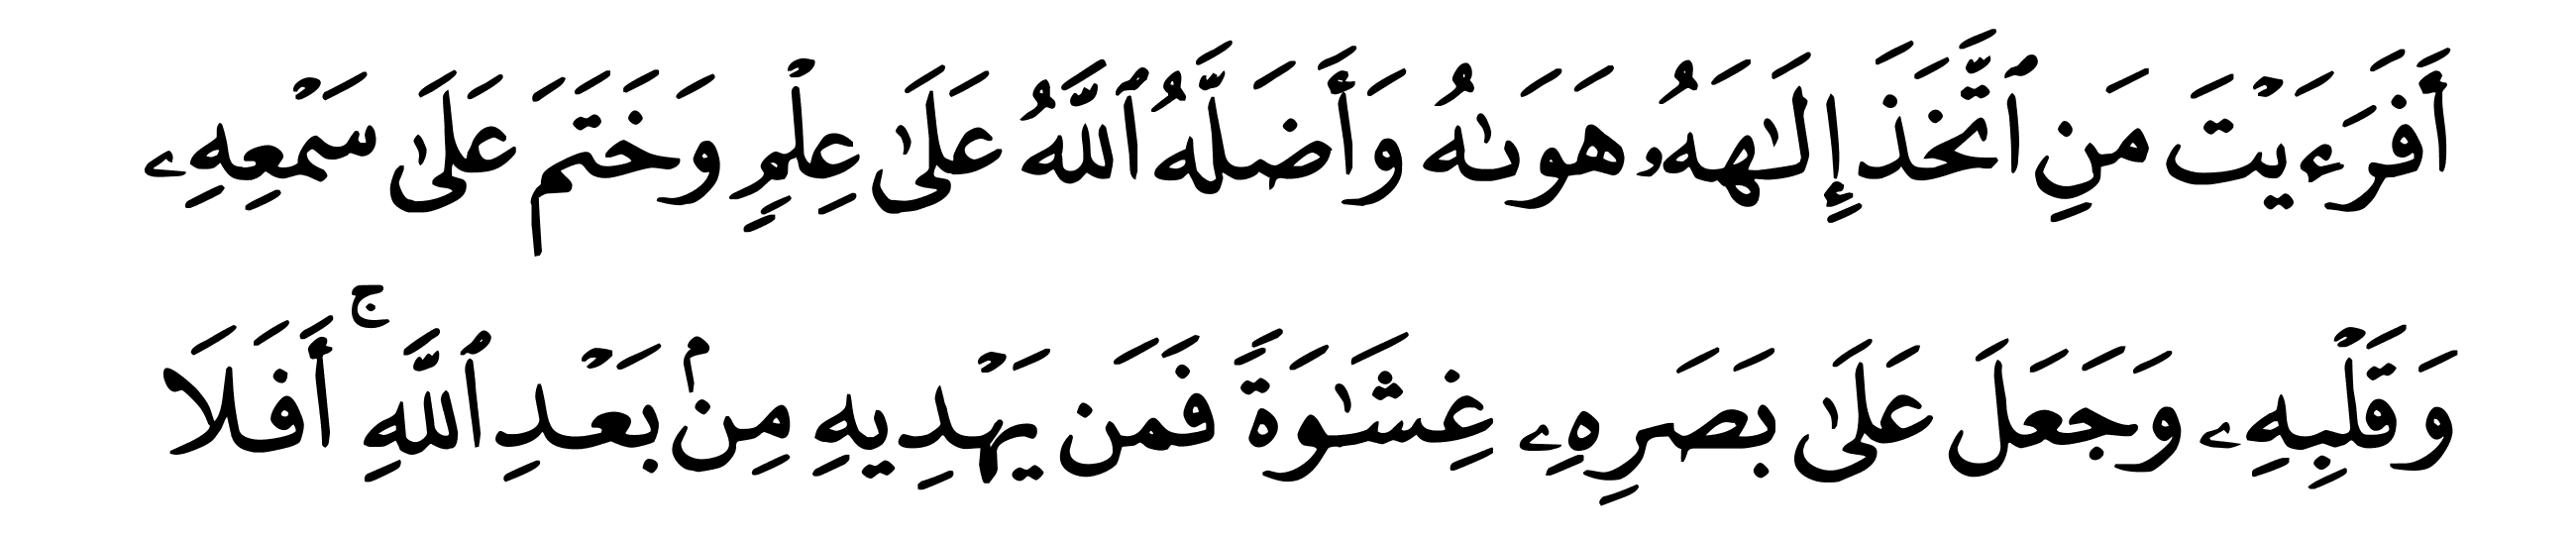 أَفَرَءَيْتَ مَنِ ٱتَّخَذَ إِلَـٰهَهُۥ هَوَىٰهُ وَأَضَلَّهُ ٱللَّهُ عَلَىٰ عِلْمٍ وَخَتَمَ عَلَىٰ سَمْعِهِۦ
وَقَلْبِهِۦ وَجَعَلَ عَلَىٰ بَصَرِهِۦ غِشَـٰوَةً فَمَن يَهْدِيهِ مِنۢ بَعْدِ ٱللَّهِ ۚ أَفَلَا